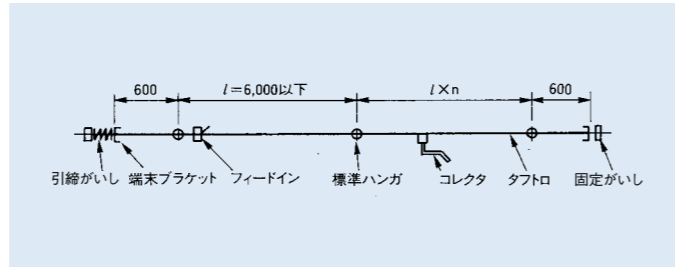 600 l=6,000以下 l×n 600
引締がいし 端末ブラケット フィードイン 標準ハンガ コレクタ タフトロ 固定がいし